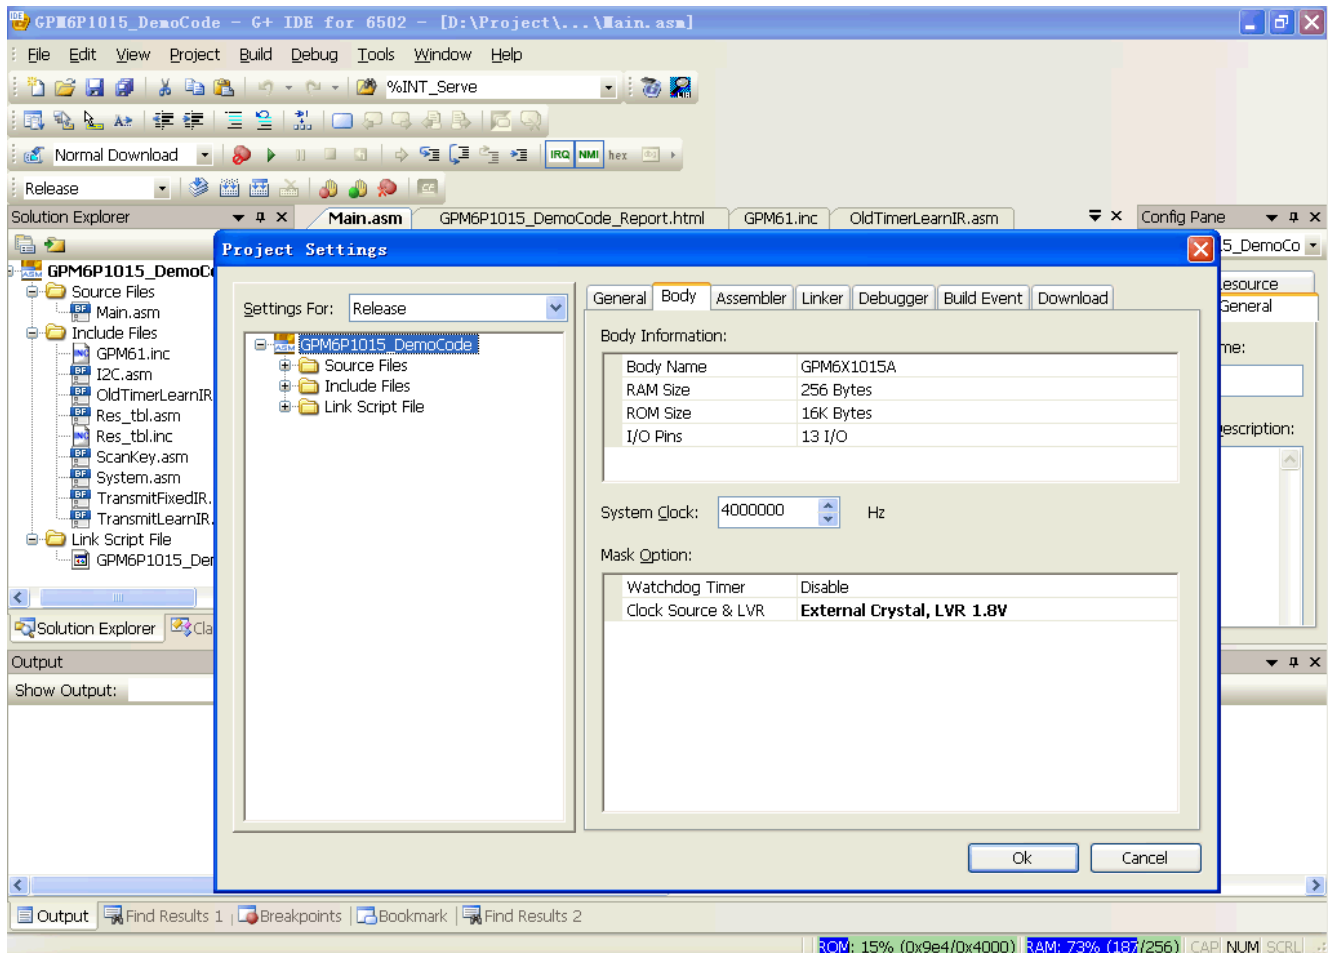 GPM6P1015_DemoCode - G+ IDE for 6502 - [D:\Project\...\Main.asm]
File Edit View Project Build Debug Tools Window Help
%INT_Serve
Normal Download
IRQ NMI hex
Release
Solution Explorer
Main.asm GPM6P1015_DemoCode_Report.html GPM61.inc OldTimerLearnIR.asm
Config Pane
Project Settings
15_DemoCo
GPM6P1015_DemoCo
Source Files
Main.asm
Include Files
GPM61.inc
I2C.asm
OldTimerLearnIR
Res_tbl.asm
Res_tbl.inc
ScanKey.asm
System.asm
TransmitFixedIR.
TransmitLearnIR.
Link Script File
GPM6P1015_Der
Settings For: Release
GPM6P1015_DemoCode
Source Files
Include Files
Link Script File
General Body Assembler Linker Debugger Build Event Download
Body Information:
Body Name GPM6X1015A
RAM Size 256 Bytes
ROM Size 16K Bytes
I/O Pins 13 I/O
System Clock: 4000000 Hz
Mask Option:
Watchdog Timer Disable
Clock Source & LVR External Crystal, LVR 1.8V
Ok Cancel
esource
General
me:
escription:
Solution Explorer Cla
Output
Show Output:
Output Find Results 1 Breakpoints Bookmark Find Results 2
ROM: 15% (0x9e4/0x4000) RAM: 73% (187/256) CAP NUM SCRL